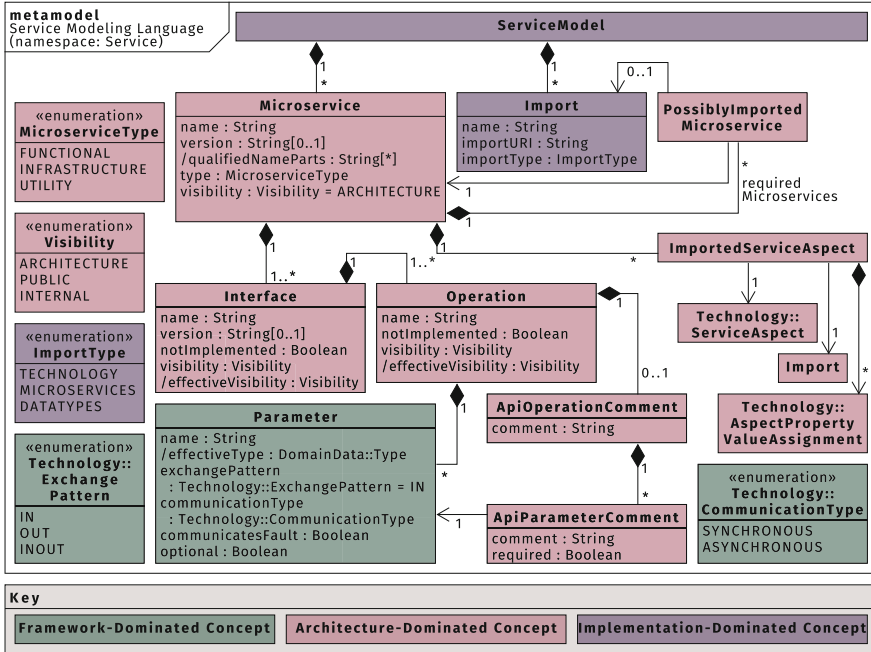 metamodel
Service Modeling Language
(namespace: Service)
ServiceModel
1
*
1
*
0..1
«enumeration»
MicroserviceType
FUNCTIONAL
INFRASTRUCTURE
UTILITY
Microservice
name : String
version : String[0..1]
/qualifiedNameParts : String[*]
type : MicroserviceType
visibility : Visibility = ARCHITECTURE
Import
name : String
importURI : String
importType : ImportType
PossiblyImported
Microservice
1
*
required
Microservices
1
«enumeration»
Visibility
ARCHITECTURE
PUBLIC
INTERNAL
1
1..*
1
1..*
1
*
ImportedServiceAspect
Interface
name : String
version : String[0..1]
notImplemented : Boolean
visibility : Visibility
/effectiveVisibility : Visibility
Operation
name : String
notImplemented : Boolean
visibility : Visibility
/effectiveVisibility : Visibility
1
1
1
1
Technology::
ServiceAspect
Import
*
Technology::
AspectProperty
ValueAssignment
«enumeration»
ImportType
TECHNOLOGY
MICROSERVICES
DATATYPES
0..1
1
*
Parameter
name : String
/effectiveType : DomainData::Type
exchangePattern
: Technology::ExchangePattern = IN
communicationType
: Technology::CommunicationType
communicatesFault : Boolean
optional : Boolean
ApiOperationComment
comment : String
1
*
1
ApiParameterComment
comment : String
required : Boolean
«enumeration»
Technology::
Exchange
Pattern
IN
OUT
INOUT
«enumeration»
Technology::
CommunicationType
SYNCHRONOUS
ASYNCHRONOUS
Key
Framework-Dominated Concept
Architecture-Dominated Concept
Implementation-Dominated Concept